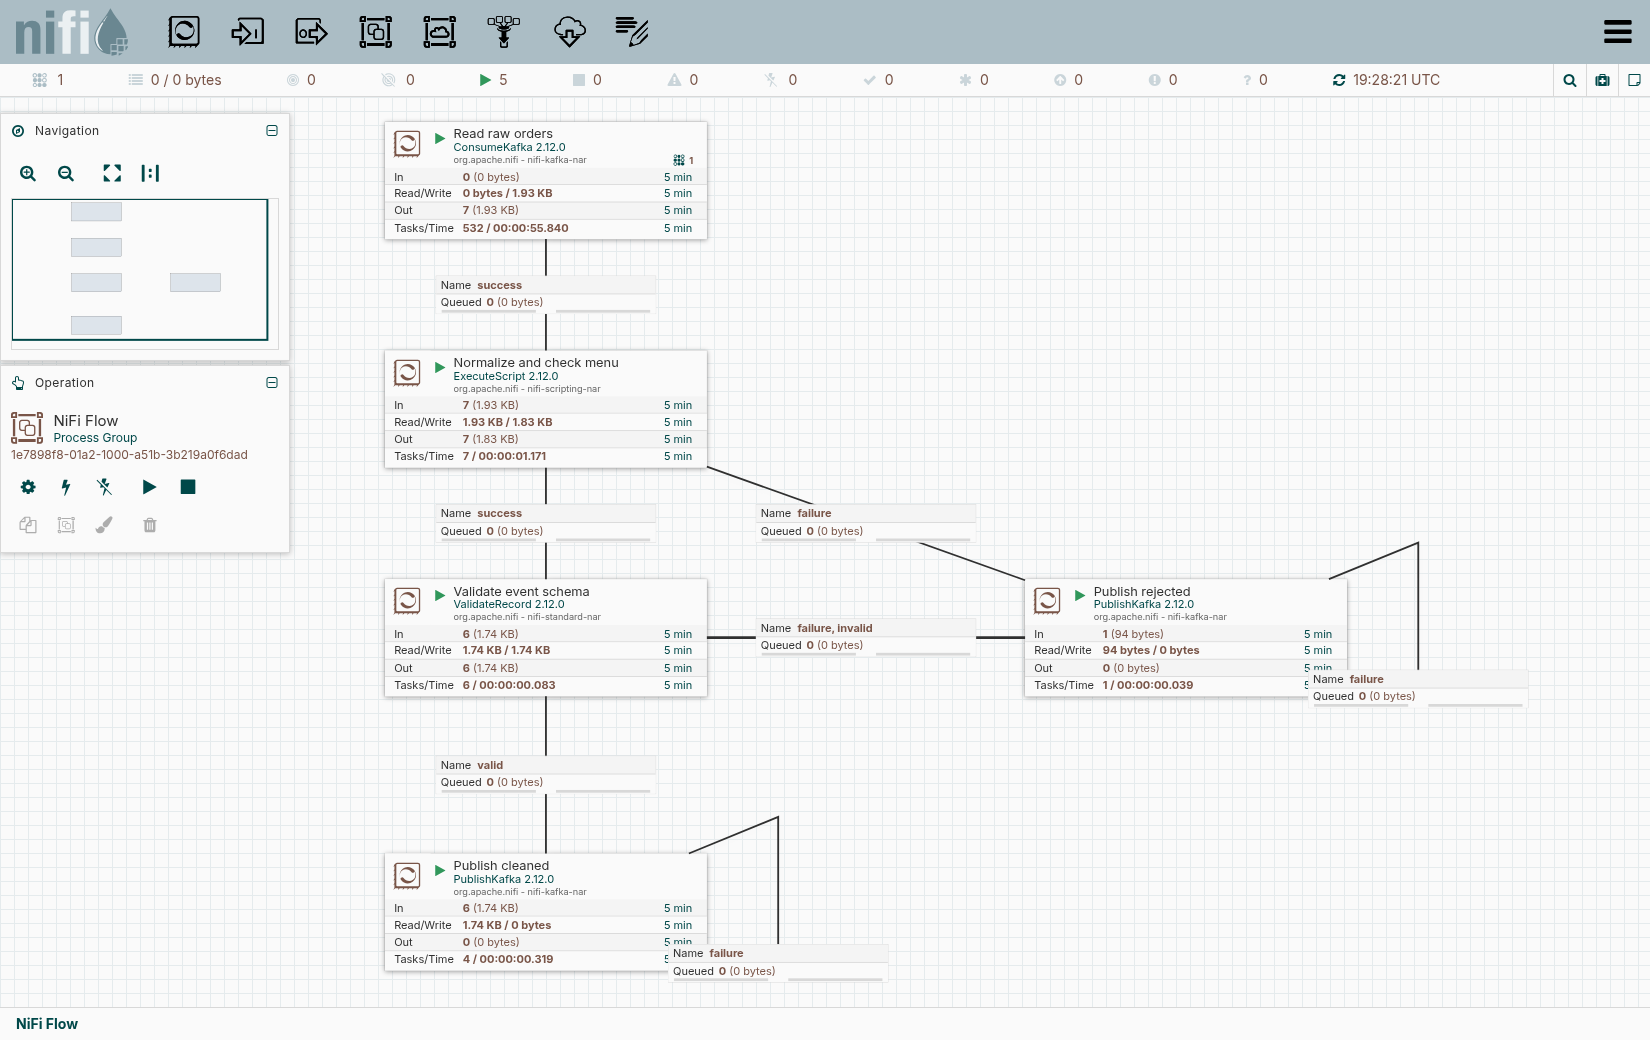 nifi
1
0 / 0 bytes
0
0
5
0
0
0
0
0
0
0
0
19:28:21 UTC
Navigation
Operation
NiFi Flow
Process Group
1e7898f8-01a2-1000-a51b-3b219a0f6dad
Read raw orders
ConsumeKafka 2.12.0
org.apache.nifi - nifi-kafka-nar
1
In 0 (0 bytes) 5 min
Read/Write 0 bytes / 1.93 KB 5 min
Out 7 (1.93 KB) 5 min
Tasks/Time 532 / 00:00:55.840 5 min
Name success
Queued 0 (0 bytes)
Normalize and check menu
ExecuteScript 2.12.0
org.apache.nifi - nifi-scripting-nar
In 7 (1.93 KB) 5 min
Read/Write 1.93 KB / 1.83 KB 5 min
Out 7 (1.83 KB) 5 min
Tasks/Time 7 / 00:00:01.171 5 min
Name success
Queued 0 (0 bytes)
Name failure
Queued 0 (0 bytes)
Validate event schema
ValidateRecord 2.12.0
org.apache.nifi - nifi-standard-nar
In 6 (1.74 KB) 5 min
Read/Write 1.74 KB / 1.74 KB 5 min
Out 6 (1.74 KB) 5 min
Tasks/Time 6 / 00:00:00.083 5 min
Name failure, invalid
Queued 0 (0 bytes)
Publish rejected
PublishKafka 2.12.0
org.apache.nifi - nifi-kafka-nar
In 1 (94 bytes) 5 min
Read/Write 94 bytes / 0 bytes 5 min
Out 0 (0 bytes) 5 min
Tasks/Time 1 / 00:00:00.039 5
Name failure
Queued 0 (0 bytes)
Name valid
Queued 0 (0 bytes)
Publish cleaned
PublishKafka 2.12.0
org.apache.nifi - nifi-kafka-nar
In 6 (1.74 KB) 5 min
Read/Write 1.74 KB / 0 bytes 5 min
Out 0 (0 bytes) 5 min
Tasks/Time 4 / 00:00:00.319 5
Name failure
Queued 0 (0 bytes)
NiFi Flow